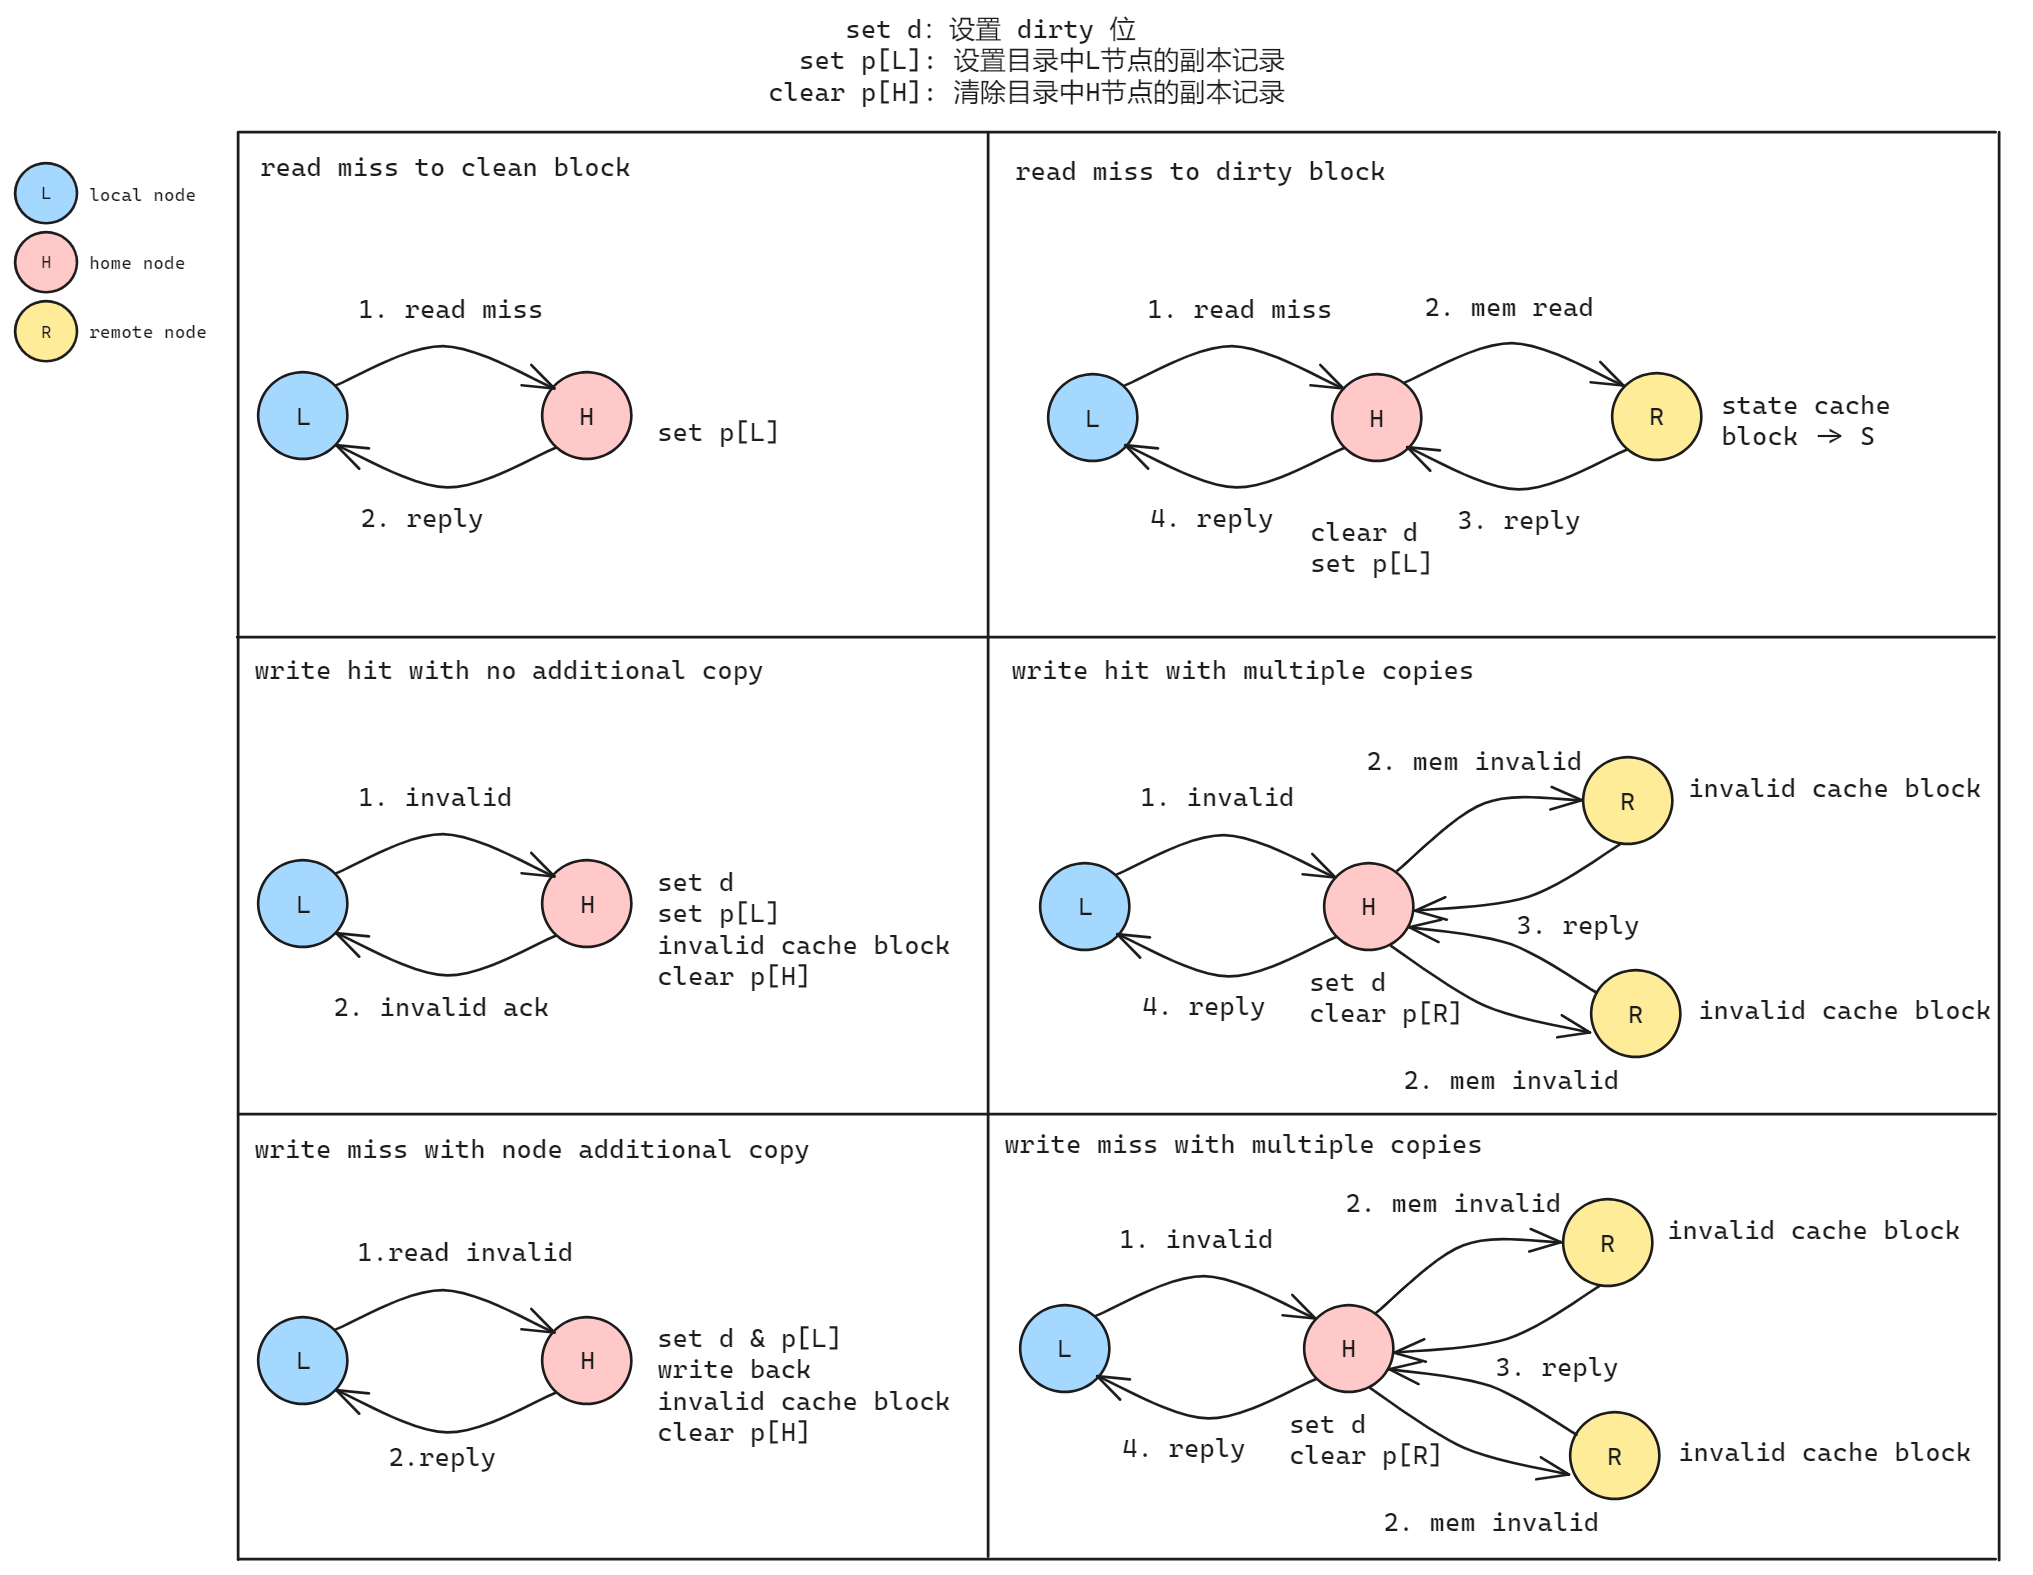 set d: 设置 dirty 位
set p[L]: 设置目录中L节点的副本记录
clear p[H]: 清除目录中H节点的副本记录
L local node
H home node
R remote node
read miss to clean block
1. read miss
L
H
set p[L]
2. reply
read miss to dirty block
1. read miss
2. mem read
L
H
R
state cache
block → S
4. reply
3. reply
clear d
set p[L]
write hit with no additional copy
1. invalid
L
H
set d
set p[L]
invalid cache block
clear p[H]
2. invalid ack
write hit with multiple copies
2. mem invalid
R
invalid cache block
1. invalid
L
H
3. reply
4. reply
set d
clear p[R]
R
invalid cache block
2. mem invalid
write miss with node additional copy
1.read invalid
L
H
set d & p[L]
write back
invalid cache block
clear p[H]
2.reply
write miss with multiple copies
2. mem invalid
R
invalid cache block
1. invalid
L
H
3. reply
4. reply
set d
clear p[R]
R
invalid cache block
2. mem invalid